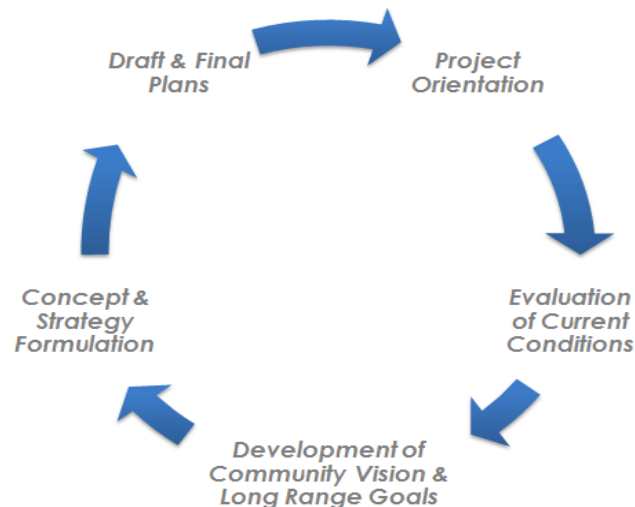 Draft & Final
Plans
Project
Orientation
Evaluation
of Current
Conditions
Development of
Community Vision &
Long Range Goals
Concept &
Strategy
Formulation